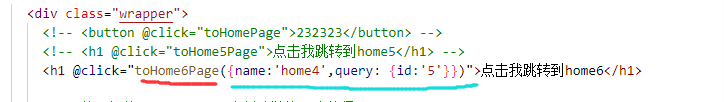 <div class="wrapper">
<!-- <button @click="toHomePage">232323</button> -->
<!-- <h1 @click="toHome5Page">点击我跳转到home5</h1> -->
<h1 @click="toHome6Page({name:'home4',query: {id:'5'}})">点击我跳转到home6</h1>